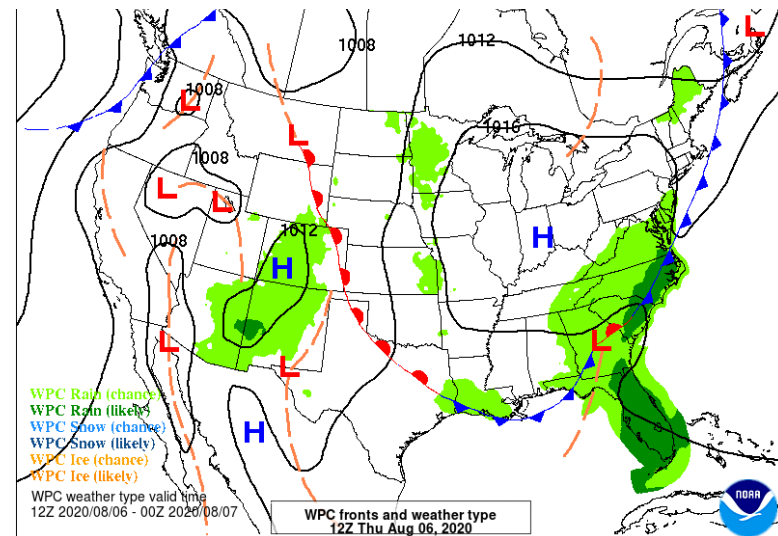 L
1008
1012
1008
L
L
1016
1008
L
L
1012
H
H
1008
L
L
L
H
WPC Rain (chance)
WPC Rain (likely)
WPC Snow (chance)
WPC Snow (likely)
WPC Ice (chance)
WPC Ice (likely)
WPC weather type valid time
12Z 2020/08/06 - 00Z 2020/08/07
WPC fronts and weather type
12Z Thu Aug 06, 2020
NOAA